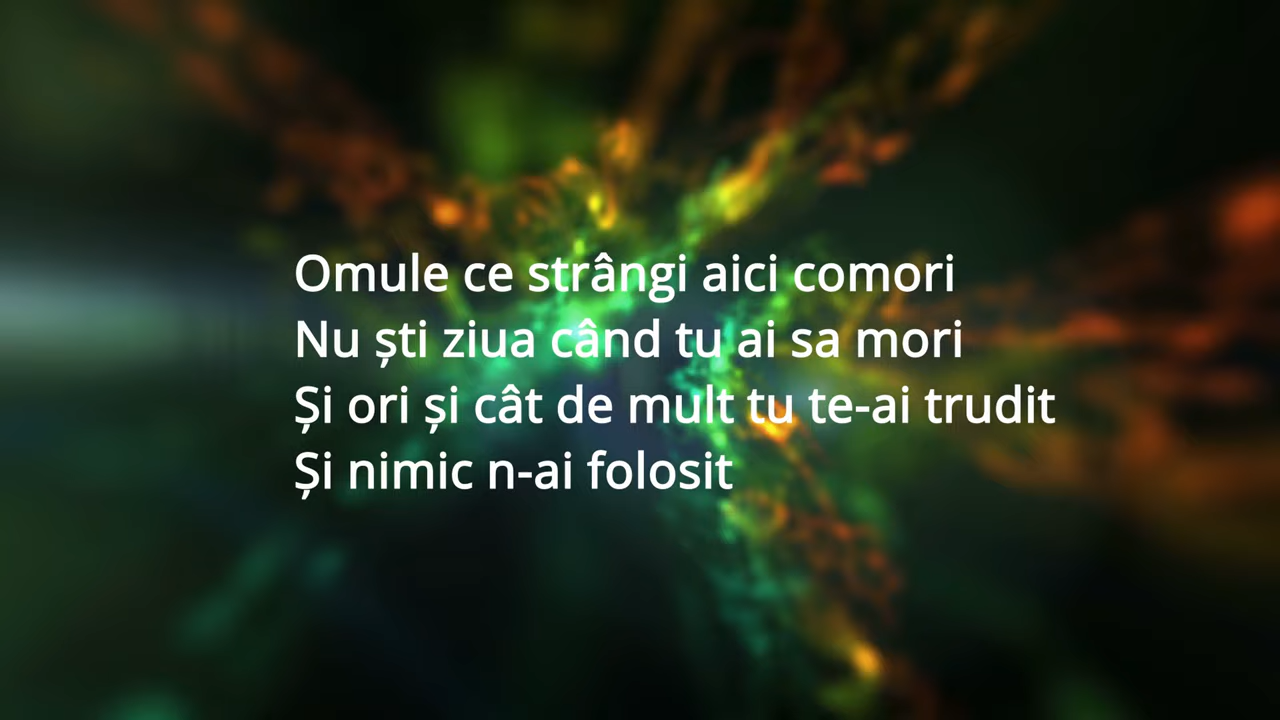 Omule ce strângi aici comori
Nu ști ziua când tu ai sa mori
Și ori și cât de mult tu te-ai trudit
Și nimic n-ai folosit